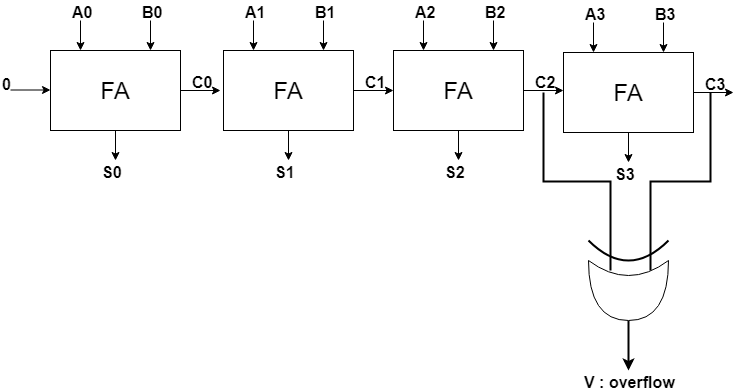 A0 B0 A1 B1 A2 B2 A3 B3
0 FA C0 FA C1 FA C2 FA C3
S0 S1 S2 S3
V : overflow